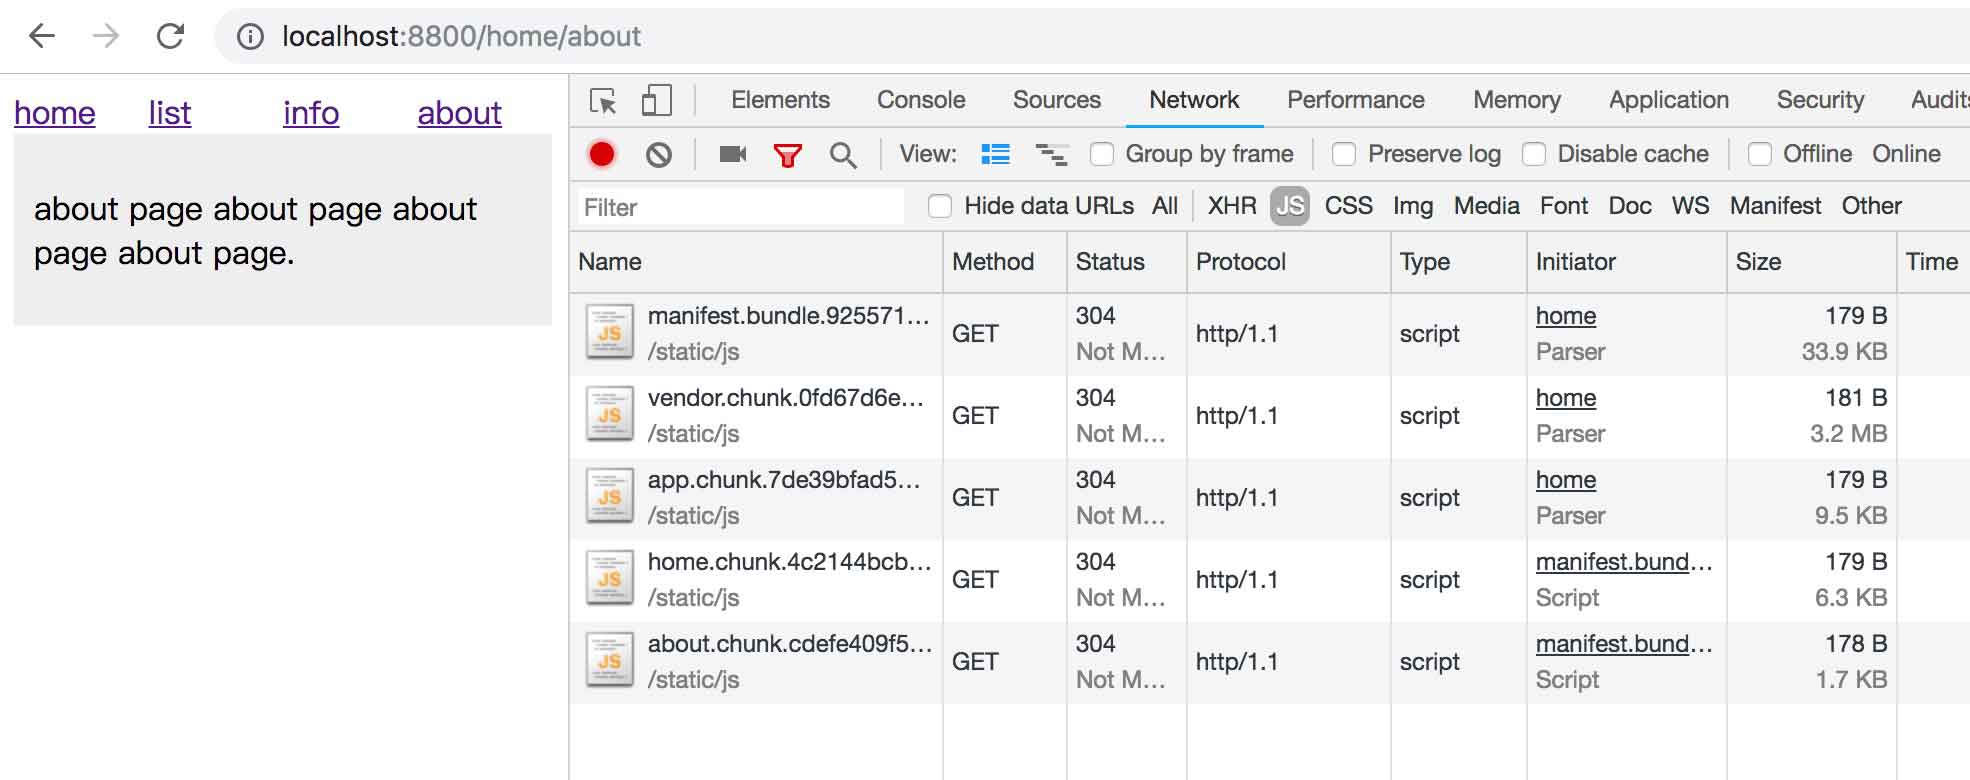 localhost:8800/home/about
home list info about
about page about page about
page about page.
Elements Console Sources Network Performance Memory Application Security Audits
View: Group by frame Preserve log Disable cache Offline Online
Filter Hide data URLs All XHR JS CSS Img Media Font Doc WS Manifest Other
Name Method Status Protocol Type Initiator Size Time
manifest.bundle.925571… 304 home 179 B
JS GET http/1.1 script
/static/js Not M… Parser 33.9 KB
vendor.chunk.0fd67d6e… 304 home 181 B
JS GET http/1.1 script
/static/js Not M… Parser 3.2 MB
app.chunk.7de39bfad5… 304 home 179 B
JS GET http/1.1 script
/static/js Not M… Parser 9.5 KB
home.chunk.4c2144bcb… 304 manifest.bund… 179 B
JS GET http/1.1 script
/static/js Not M… Script 6.3 KB
about.chunk.cdefe409f5… 304 manifest.bund… 178 B
JS GET http/1.1 script
/static/js Not M… Script 1.7 KB